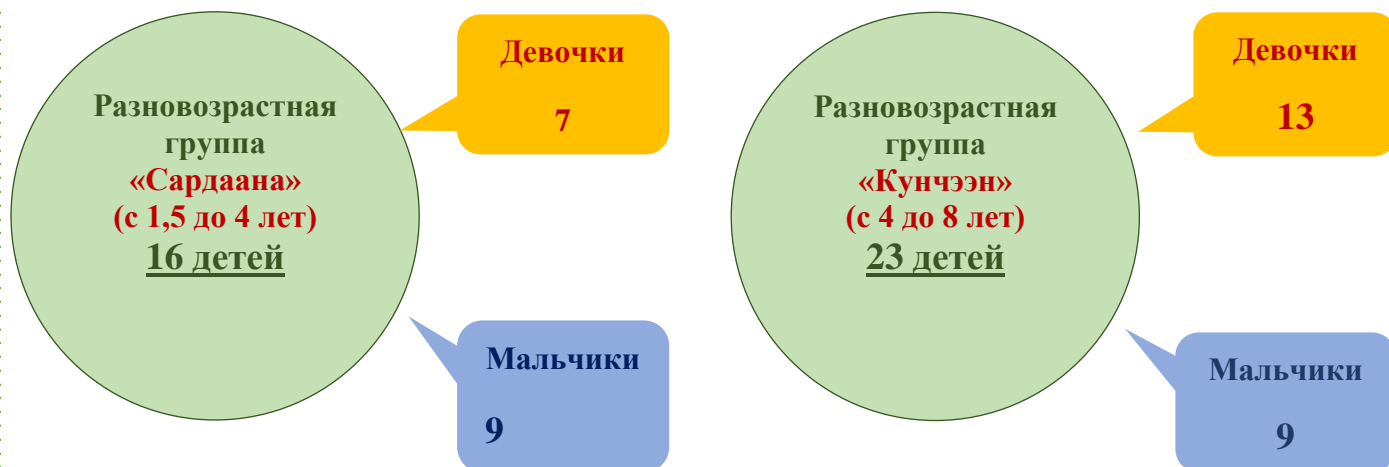 Разновозрастная
группа
«Сардаана»
(с 1,5 до 4 лет)
16 детей
Девочки
7
Мальчики
9
Разновозрастная
группа
«Кунчээн»
(с 4 до 8 лет)
23 детей
Девочки
13
Мальчики
9